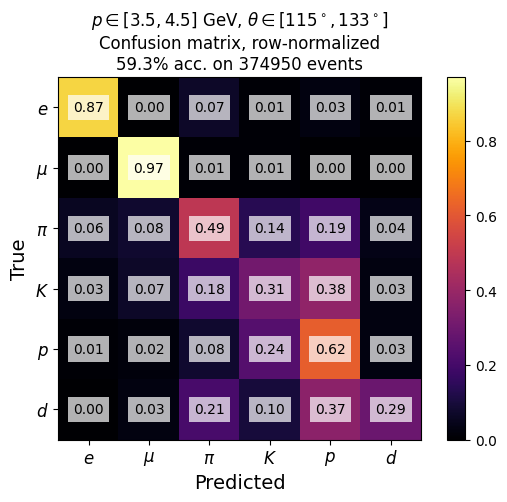 p ∈ [3.5, 4.5] GeV, θ ∈ [115°, 133°]
Confusion matrix, row-normalized
59.3% acc. on 374950 events
e 0.87 0.00 0.07 0.01 0.03 0.01
μ 0.00 0.97 0.01 0.01 0.00 0.00
π 0.06 0.08 0.49 0.14 0.19 0.04
K 0.03 0.07 0.18 0.31 0.38 0.03
p 0.01 0.02 0.08 0.24 0.62 0.03
d 0.00 0.03 0.21 0.10 0.37 0.29
e μ π K p d
Predicted
True
0.8
0.6
0.4
0.2
0.0